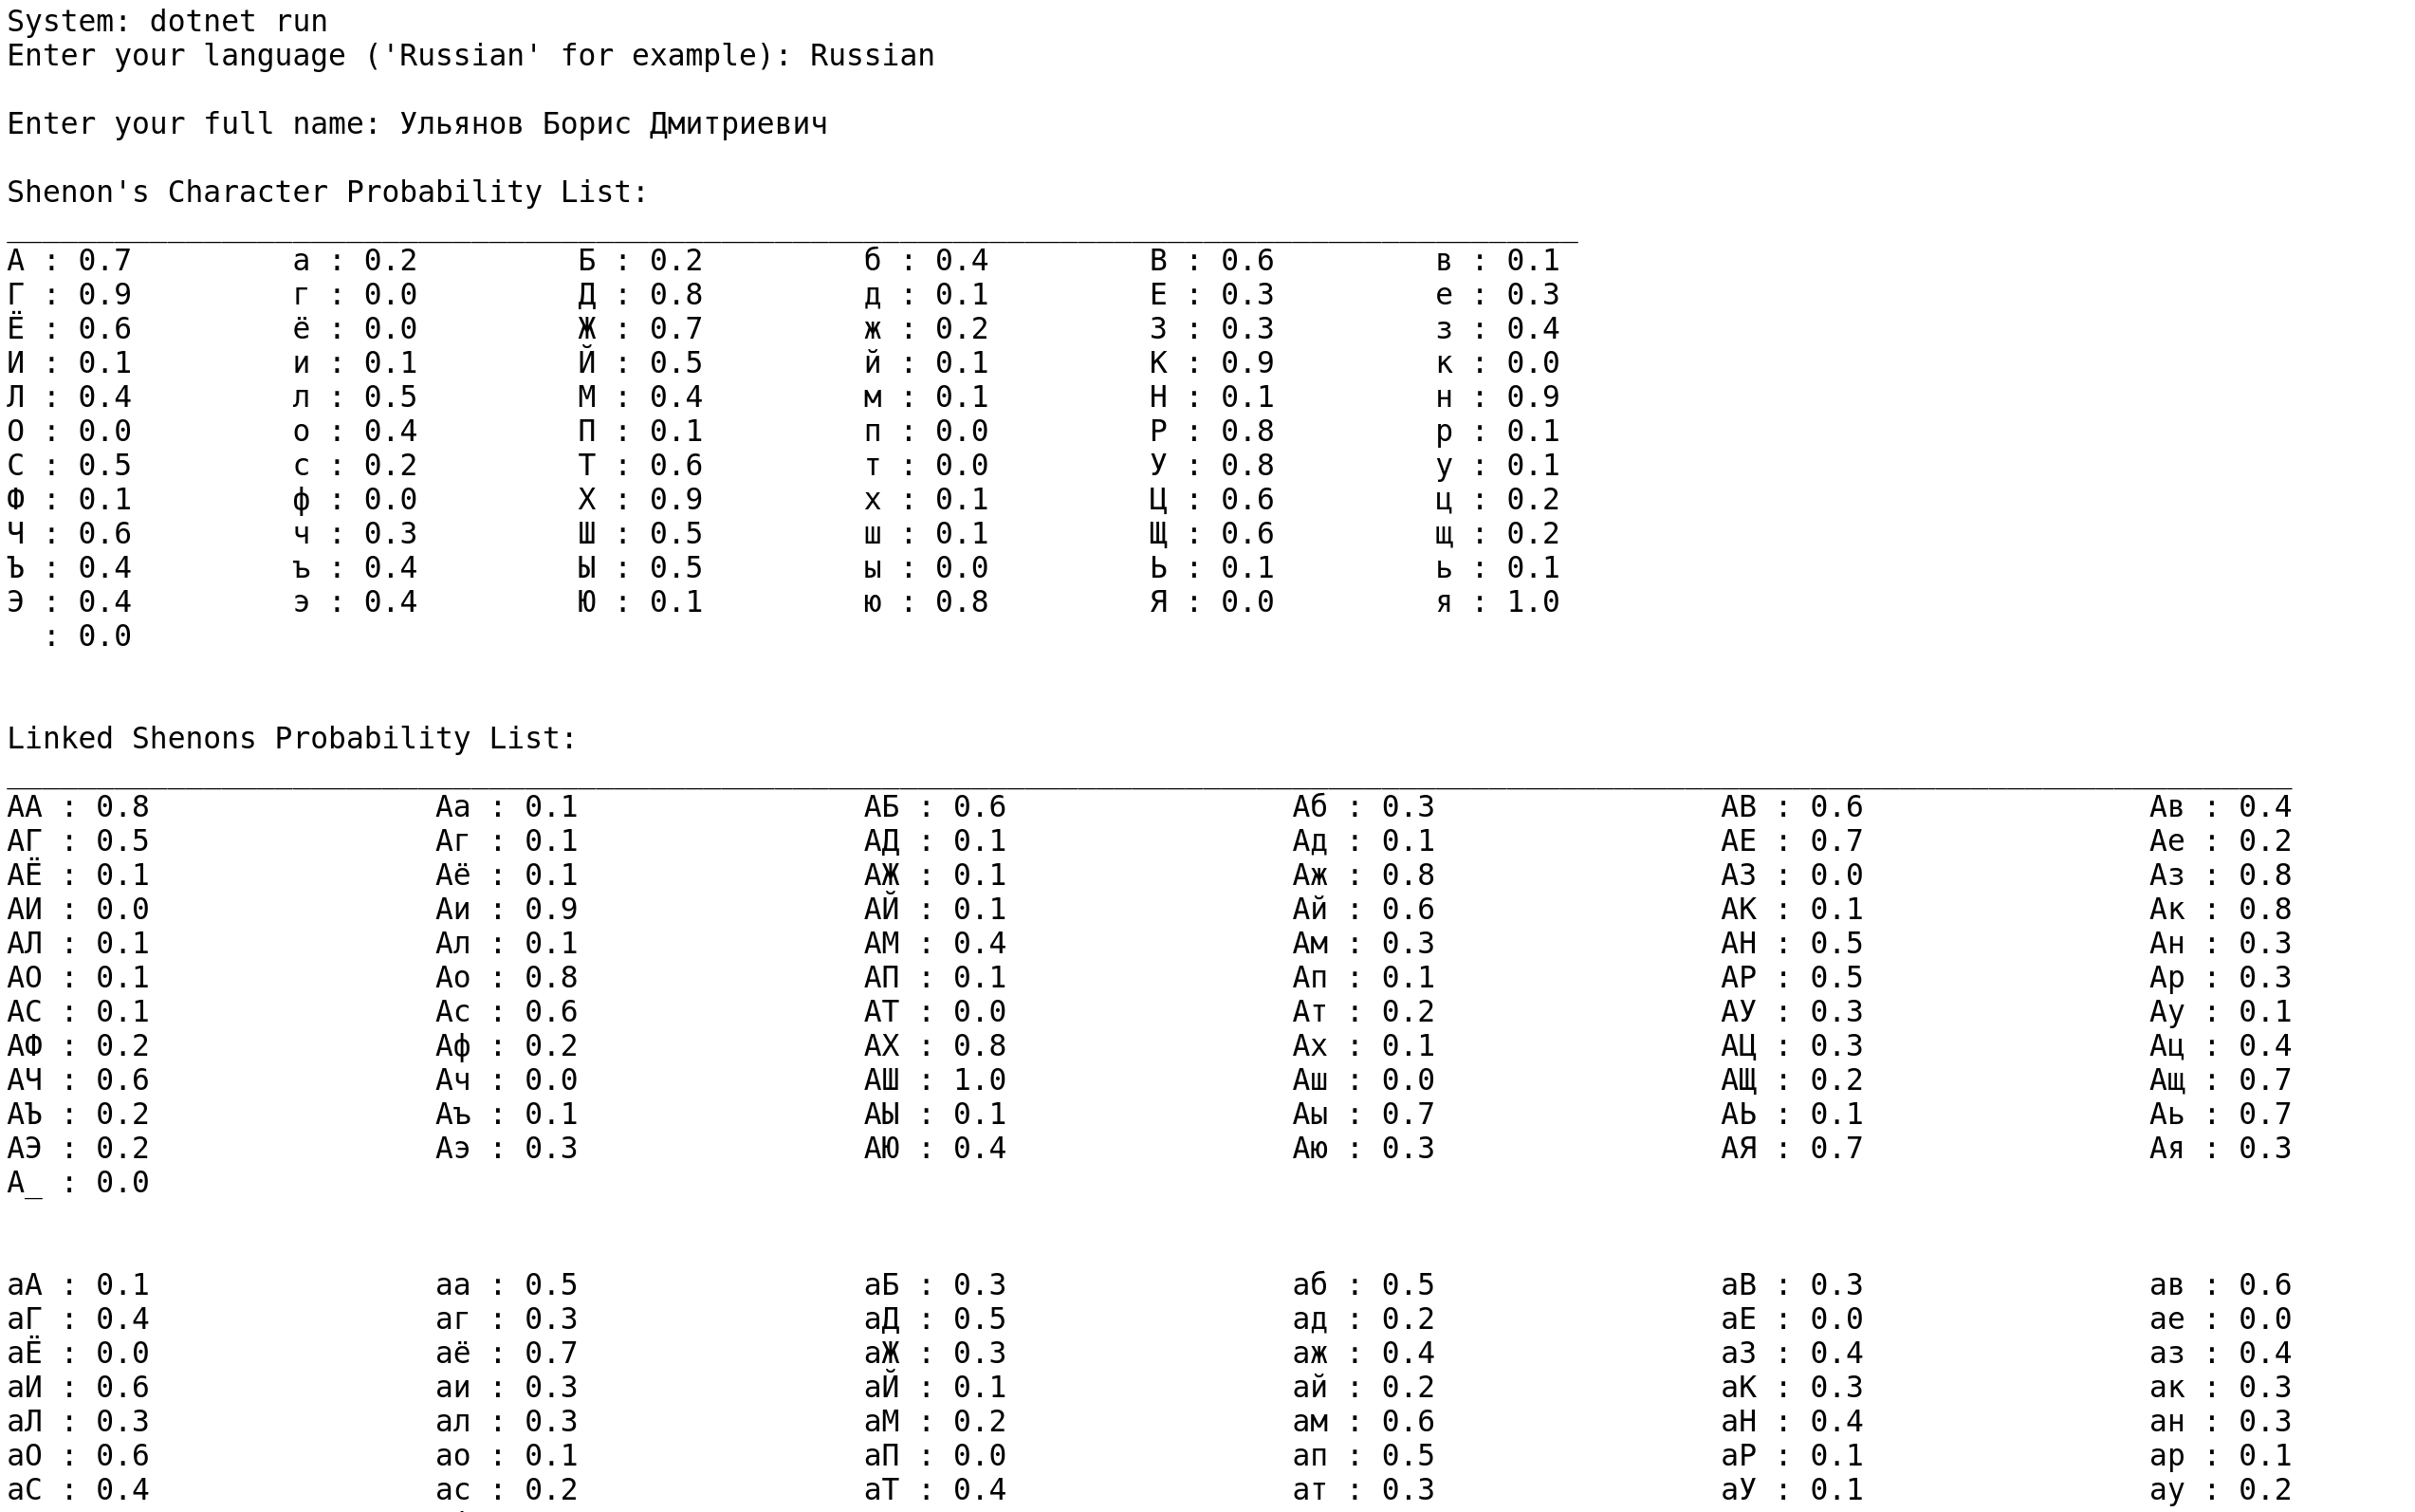 System: dotnet run
Enter your language ('Russian' for example): Russian
Enter your full name: Ульянов Борис Дмитриевич
Shenon's Character Probability List:
________________________________________________________________________________________
А : 0.7         а : 0.2         Б : 0.2         б : 0.4         В : 0.6         в : 0.1
Г : 0.9         г : 0.0         Д : 0.8         д : 0.1         Е : 0.3         е : 0.3
Ё : 0.6         ё : 0.0         Ж : 0.7         ж : 0.2         З : 0.3         з : 0.4
И : 0.1         и : 0.1         Й : 0.5         й : 0.1         К : 0.9         к : 0.0
Л : 0.4         л : 0.5         М : 0.4         м : 0.1         Н : 0.1         н : 0.9
О : 0.0         о : 0.4         П : 0.1         п : 0.0         Р : 0.8         р : 0.1
С : 0.5         с : 0.2         Т : 0.6         т : 0.0         У : 0.8         у : 0.1
Ф : 0.1         ф : 0.0         Х : 0.9         х : 0.1         Ц : 0.6         ц : 0.2
Ч : 0.6         ч : 0.3         Ш : 0.5         ш : 0.1         Щ : 0.6         щ : 0.2
Ъ : 0.4         ъ : 0.4         Ы : 0.5         ы : 0.0         Ь : 0.1         ь : 0.1
Э : 0.4         э : 0.4         Ю : 0.1         ю : 0.8         Я : 0.0         я : 1.0
  : 0.0
Linked Shenons Probability List:
________________________________________________________________________________________________________________________________
АА : 0.8                Аа : 0.1                АБ : 0.6                Аб : 0.3                АВ : 0.6                Ав : 0.4
АГ : 0.5                Аг : 0.1                АД : 0.1                Ад : 0.1                АЕ : 0.7                Ае : 0.2
АЁ : 0.1                Аё : 0.1                АЖ : 0.1                Аж : 0.8                АЗ : 0.0                Аз : 0.8
АИ : 0.0                Аи : 0.9                АЙ : 0.1                Ай : 0.6                АК : 0.1                Ак : 0.8
АЛ : 0.1                Ал : 0.1                АМ : 0.4                Ам : 0.3                АН : 0.5                Ан : 0.3
АО : 0.1                Ао : 0.8                АП : 0.1                Ап : 0.1                АР : 0.5                Ар : 0.3
АС : 0.1                Ас : 0.6                АТ : 0.0                Ат : 0.2                АУ : 0.3                Ау : 0.1
АФ : 0.2                Аф : 0.2                АХ : 0.8                Ах : 0.1                АЦ : 0.3                Ац : 0.4
АЧ : 0.6                Ач : 0.0                АШ : 1.0                Аш : 0.0                АЩ : 0.2                Ащ : 0.7
АЪ : 0.2                Аъ : 0.1                АЫ : 0.1                Аы : 0.7                АЬ : 0.1                Аь : 0.7
АЭ : 0.2                Аэ : 0.3                АЮ : 0.4                Аю : 0.3                АЯ : 0.7                Ая : 0.3
А_ : 0.0
аА : 0.1                аа : 0.5                аБ : 0.3                аб : 0.5                аВ : 0.3                ав : 0.6
аГ : 0.4                аг : 0.3                аД : 0.5                ад : 0.2                аЕ : 0.0                ае : 0.0
аЁ : 0.0                аё : 0.7                аЖ : 0.3                аж : 0.4                аЗ : 0.4                аз : 0.4
аИ : 0.6                аи : 0.3                аЙ : 0.1                ай : 0.2                аК : 0.3                ак : 0.3
аЛ : 0.3                ал : 0.3                аМ : 0.2                ам : 0.6                аН : 0.4                ан : 0.3
аО : 0.6                ао : 0.1                аП : 0.0                ап : 0.5                аР : 0.1                ар : 0.1
аС : 0.4                ас : 0.2                аТ : 0.4                ат : 0.3                аУ : 0.1                ау : 0.2